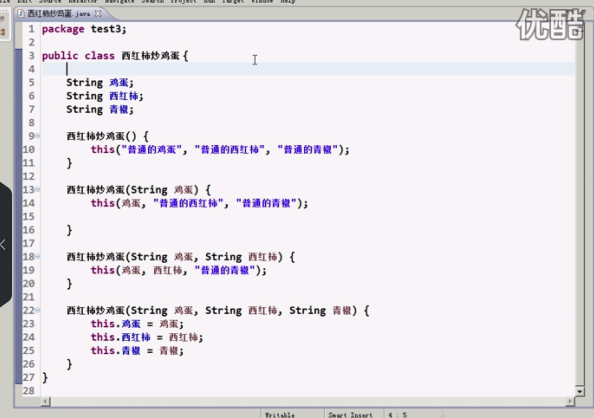 File Edit Source Refactor Navigate Search Project Run Target Window Help
西红柿炒鸡蛋.java
优酷
1 package test3;
2
3 public class 西红柿炒鸡蛋 {
4
5 String 鸡蛋;
6 String 西红柿;
7 String 青椒;
8
9 西红柿炒鸡蛋() {
10 this("普通的鸡蛋", "普通的西红柿", "普通的青椒");
11 }
12
13 西红柿炒鸡蛋(String 鸡蛋) {
14 this(鸡蛋, "普通的西红柿", "普通的青椒");
15
16 }
17
18 西红柿炒鸡蛋(String 鸡蛋, String 西红柿) {
19 this(鸡蛋, 西红柿, "普通的青椒");
20 }
21
22 西红柿炒鸡蛋(String 鸡蛋, String 西红柿, String 青椒) {
23 this.鸡蛋 = 鸡蛋;
24 this.西红柿 = 西红柿;
25 this.青椒 = 青椒;
26 }
27 }
28
Writable Smart Insert 4 : 5